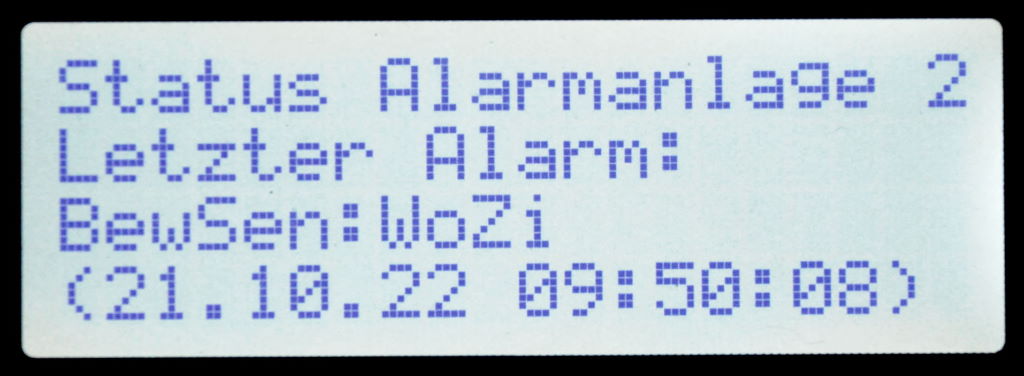 Status Alarmanlage 2
Letzter Alarm:
BewSen:WoZi
(21.10.22 09:50:08)